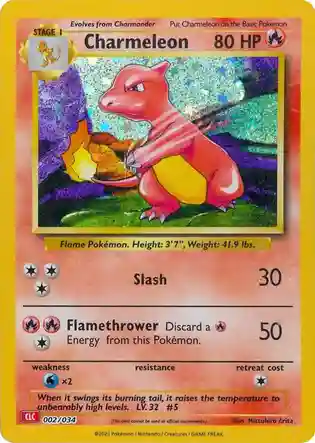 Evolves from Charmander
Put Charmeleon on the Basic Pokémon
STAGE 1
Charmeleon 80 HP
Flame Pokémon. Height: 3'7", Weight: 41.9 lbs.
Slash 30
Flamethrower Discard a
Energy from this Pokémon. 50
weakness resistance retreat cost
×2
When it swings its burning tail, it raises the temperature to
unbearably high levels. LV. 32 #5
CLC 002/034
Illus. Mitsuhiro Arita
©2023 Pokémon / Nintendo / Creatures / GAME FREAK